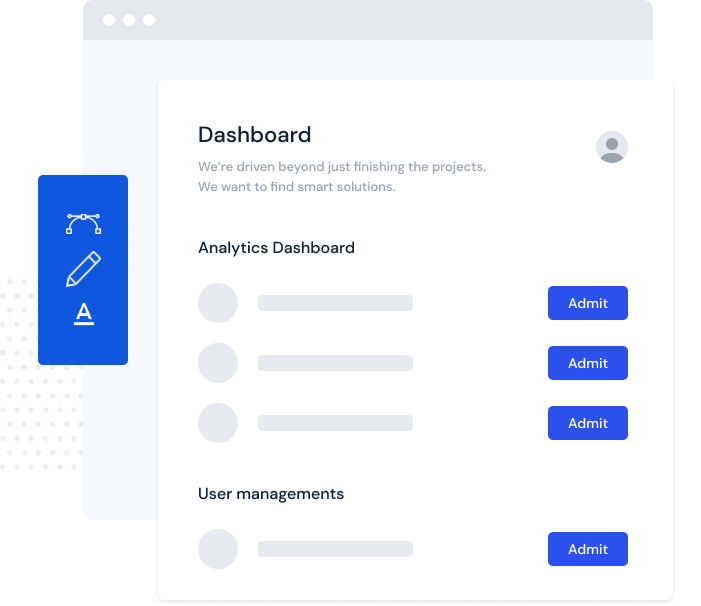 Dashboard
We’re driven beyond just finishing the projects.
We want to find smart solutions.
A
Analytics Dashboard
Admit
Admit
Admit
User managements
Admit